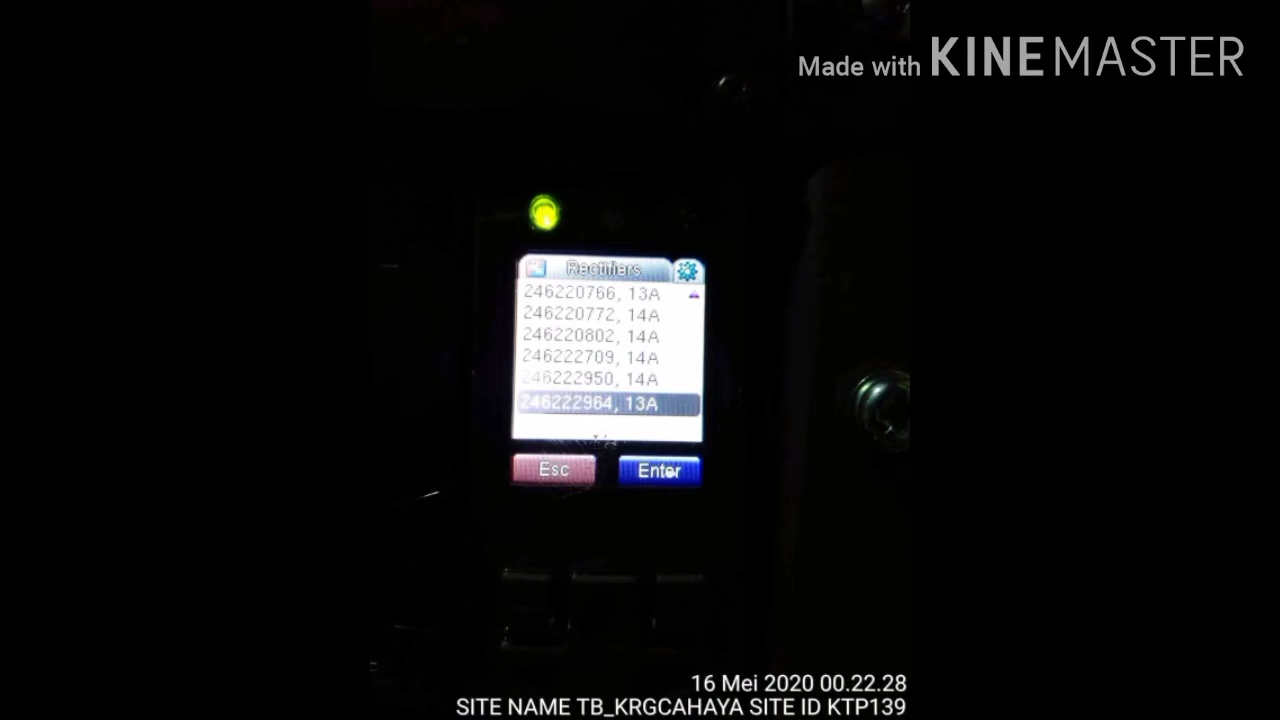 Made with KINEMASTER
Rectifiers
246220766, 13A
246220772, 14A
246220802, 14A
246222709, 14A
246222950, 14A
246222964, 13A
Esc Enter
16 Mei 2020 00.22.28
SITE NAME TB_KRGCAHAYA SITE ID KTP139